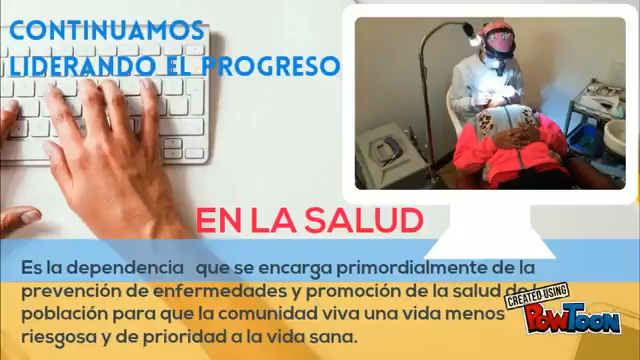 CONTINUAMOS
LIDERANDO EL PROGRESO
EN LA SALUD
Es la dependencia que se encarga primordialmente de la
prevención de enfermedades y promoción de la salud
población para que la comunidad viva una vida menos
riesgosa y de prioridad a la vida sana.
CREATED USING
POWTOON